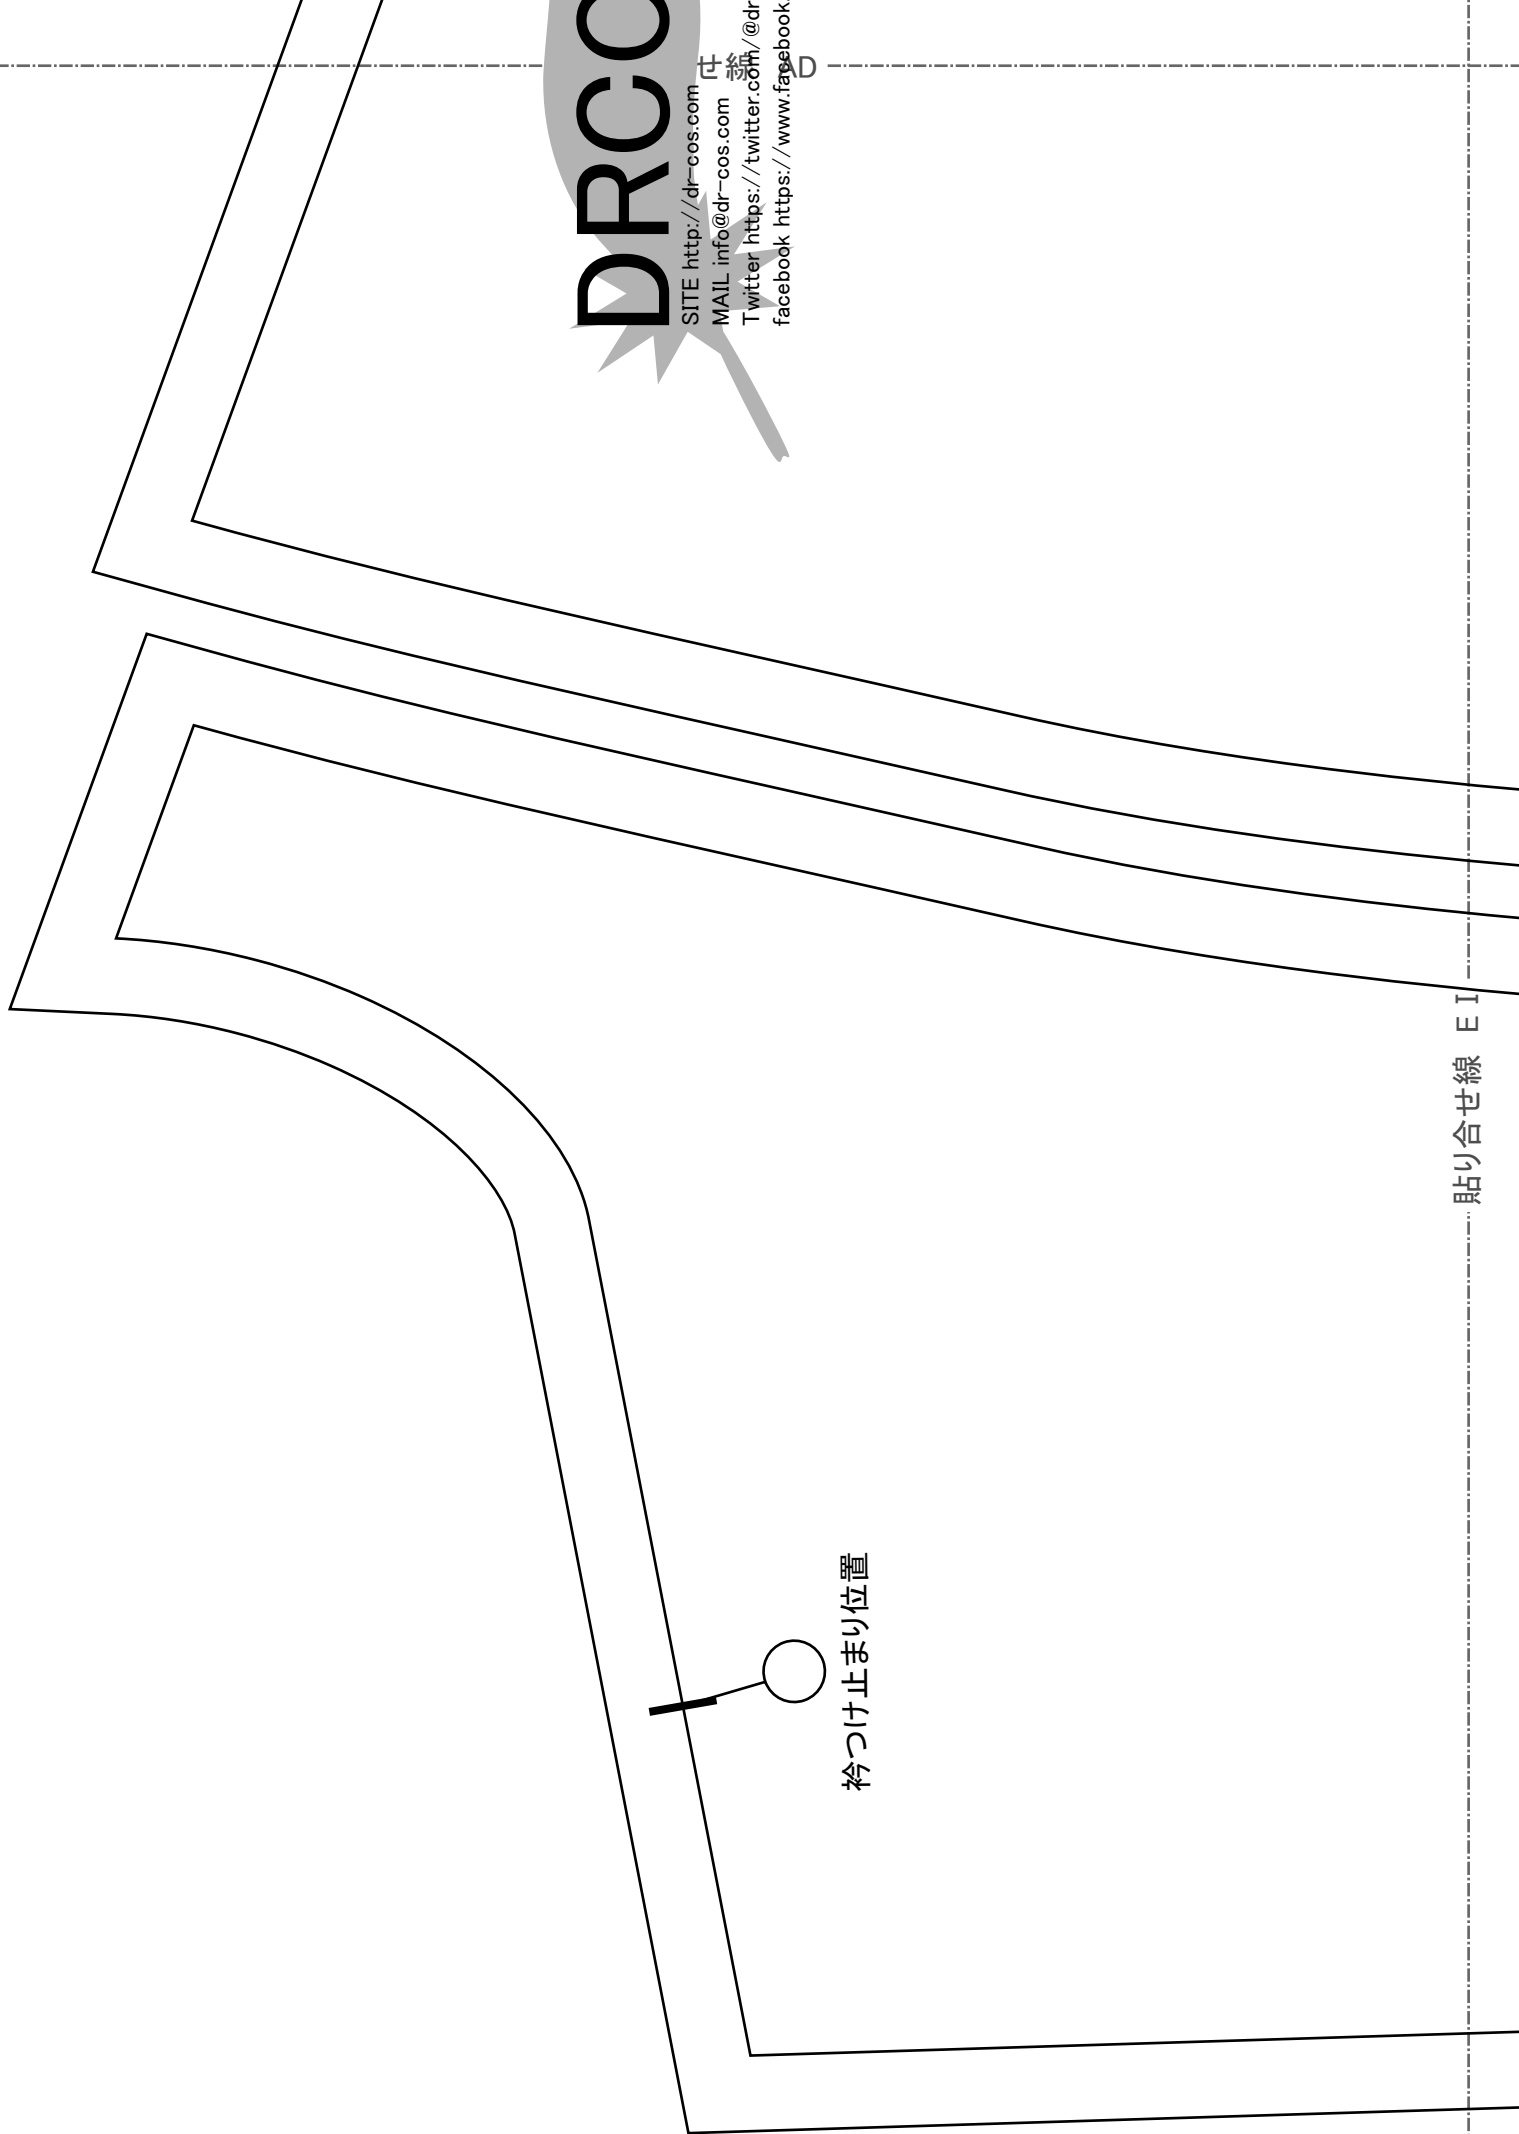 せ線 AD
DRCO
SITE http://dr-cos.com
MAIL info@dr-cos.com
Twitter https://twitter.com/@dr
facebook https://www.facebook.
貼り合せ線 E I
衿つけ止まり位置